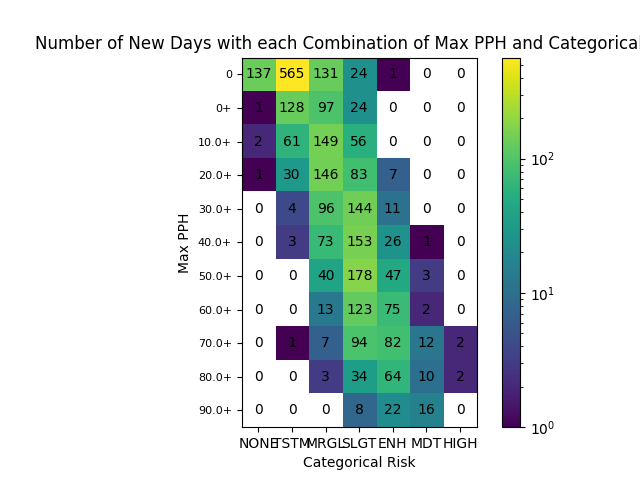 Number of New Days with each Combination of Max PPH and Categorical
0 137 565 131 24 1 0 0
0+ 1 128 97 24 0 0 0
10.0+ 2 61 149 56 0 0 0
20.0+ 1 30 146 83 7 0 0
30.0+ 0 4 96 144 11 0 0
40.0+ 0 3 73 153 26 1 0
50.0+ 0 0 40 178 47 3 0
60.0+ 0 0 13 123 75 2 0
70.0+ 0 1 7 94 82 12 2
80.0+ 0 0 3 34 64 10 2
90.0+ 0 0 0 8 22 16 0
NONE TSTM MRGL SLGT ENH MDT HIGH
Categorical Risk
Max PPH
10²
10¹
10⁰